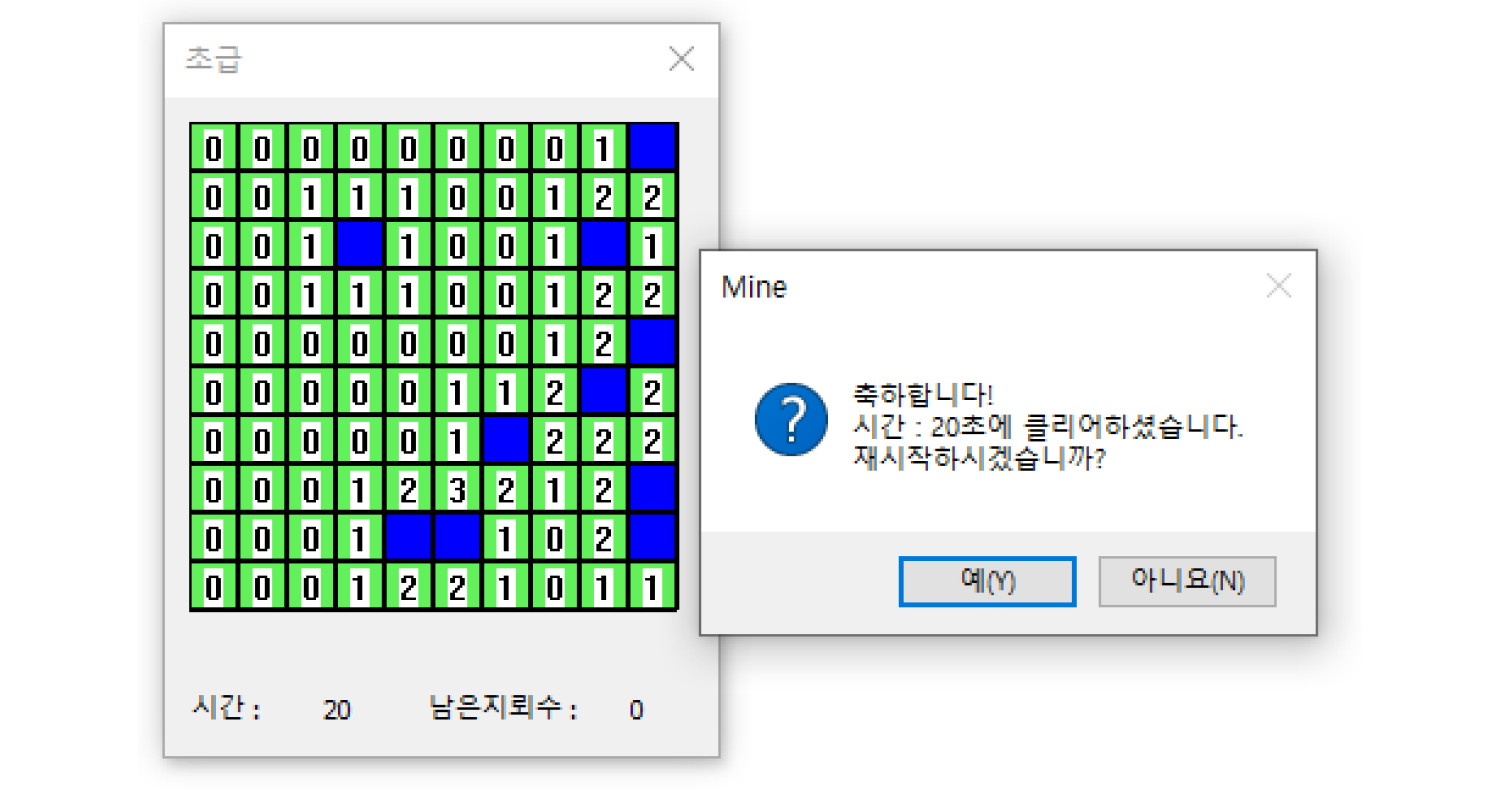 초급
0 0 0 0 0 0 0 0 1
0 0 1 1 1 0 0 1 2 2
0 0 1 1 0 0 1 1
0 0 1 1 1 0 0 1 2 2
0 0 0 0 0 0 0 1 2
0 0 0 0 0 1 1 2 2
0 0 0 0 0 1 2 2 2
0 0 0 1 2 3 2 1 2
0 0 0 1 1 0 2
0 0 0 1 2 2 1 0 1 1
시간 : 20 남은지뢰수 : 0
Mine
축하합니다!
시간 : 20초에 클리어하셨습니다.
재시작하시겠습니까?
예(Y) 아니요(N)